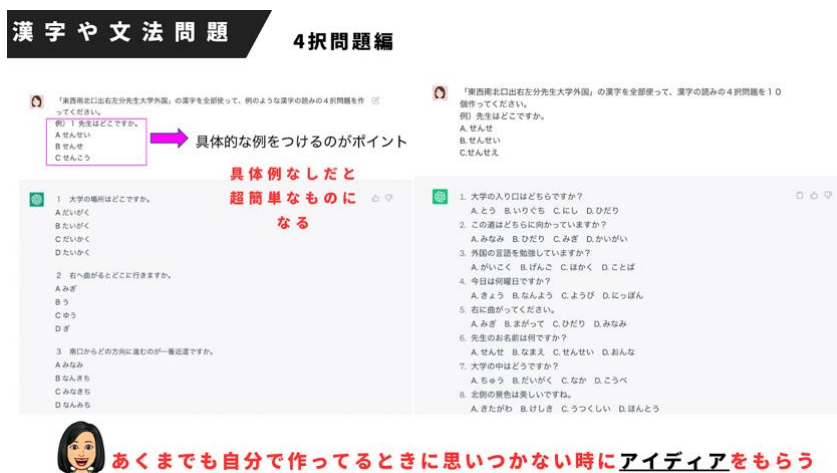 漢字や文法問題
4択問題編
「東西南北口出右左分先生大学外国」の漢字を全部使って、例のような漢字の読みの4択問題を作
ってください。
例）1 先生はどこですか。
A せんせい
B せんせ
C せんこう
具体的な例をつけるのがポイント
具体例なしだと
超簡単なものに
なる
1 大学の場所はどこですか。
A だいがく
B たいがく
C だいかく
D たいかく
2 右へ曲がるとどこに行きますか。
A みぎ
B う
C ゆう
D ぎ
3 南口からどの方向に進むのが一番近道ですか。
A みなみ
B なんきち
C みなきち
D なんみち
「東西南北口出右左分先生大学外国」の漢字を全部使って、漢字の読みの4択問題を10
個作ってください。
例）先生はどこですか。
A. せんせ
B. せんせい
C.せんせえ
1. 大学の入り口はどちらですか？
A. とう B. いりぐち C. にし D. ひだり
2. この道はどちらに向かっていますか？
A. みなみ B. ひだり C. みぎ D. かいがい
3. 外国の言語を勉強していますか？
A. がいこく B. げんご C. ほかく D. ことば
4. 今日は何曜日ですか？
A. きょう B. なんよう C. ようび D. にっぽん
5. 右に曲がってください。
A. みぎ B. まがって C. ひだり D. みなみ
6. 先生のお名前は何ですか？
A. せんせ B. なまえ C. せんせい D. おんな
7. 大学の中はどうですか？
A. ちゅう B. だいがく C. なか D. こうべ
8. 北側の景色は美しいですね。
A. きたがわ B. けしき C. うつくしい D. ほんとう
あくまでも自分で作ってるときに思いつかない時にアイディアをもらう